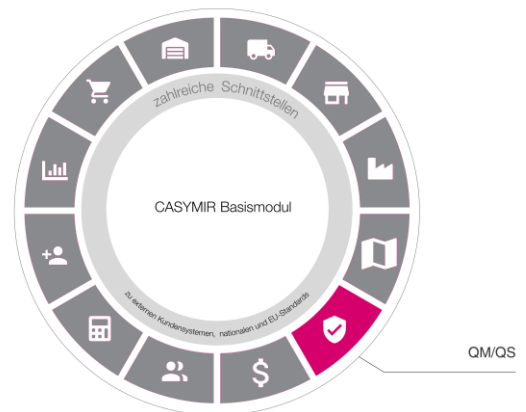 zahlreiche Schnittstellen
CASYMIR Basismodul
zu externen Kundensystemen, nationalen und EU-Standards
QM/QS